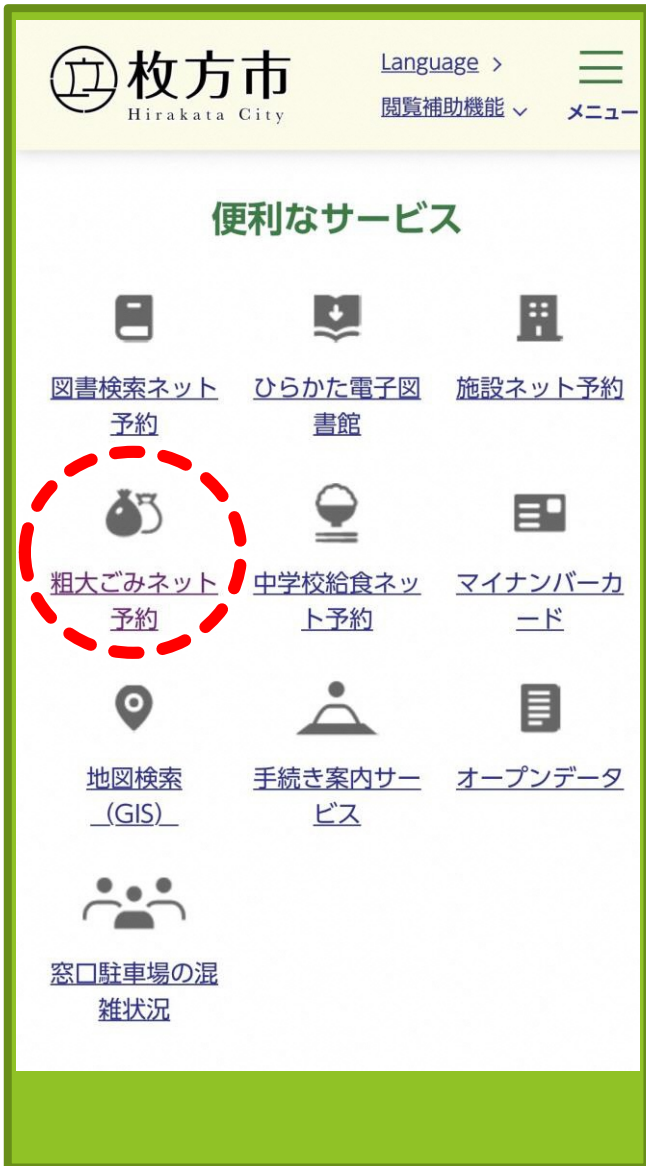 枚方市
Hirakata City
Language >
閲覧補助機能
メニュー
便利なサービス
図書検索ネット
予約
ひらかた電子図
書館
施設ネット予約
粗大ごみネット
予約
中学校給食ネッ
ト予約
マイナンバーカ
ード
地図検索
（GIS）
手続き案内サー
ビス
オープンデータ
窓口駐車場の混
雑状況